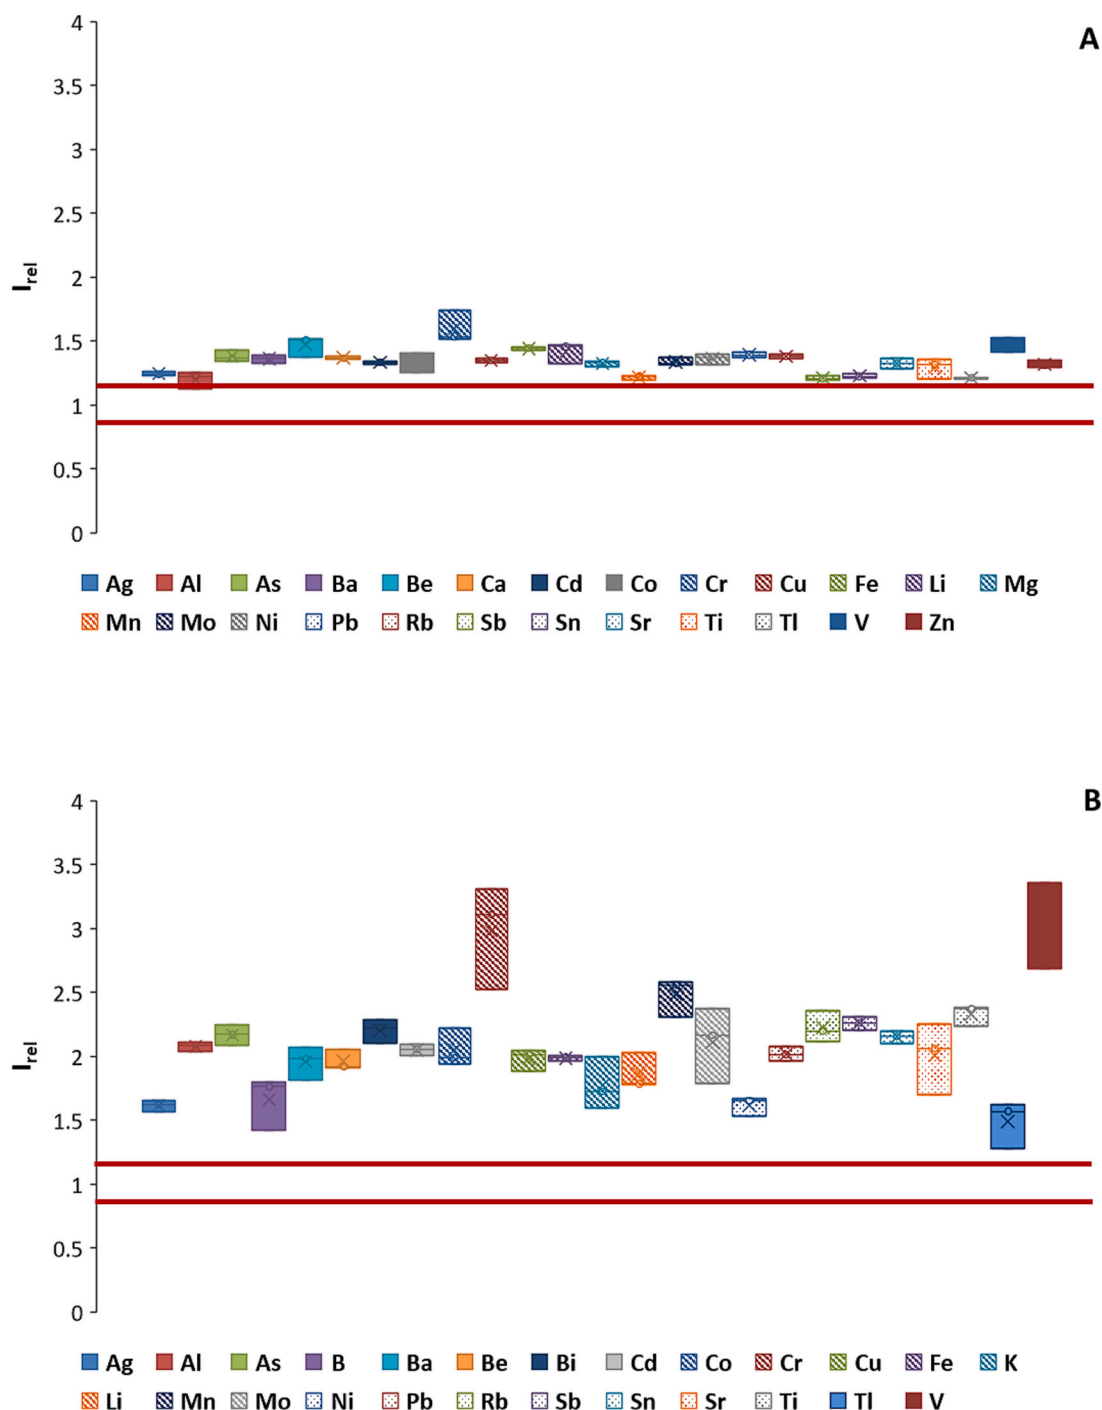 A
4
3.5
3
2.5
2
1.5
1
0.5
0
Irel
Ag Al As Ba Be Ca Cd Co Cr Cu Fe Li Mg
Mn Mo Ni Pb Rb Sb Sn Sr Ti Tl V Zn
B
4
3.5
3
2.5
2
1.5
1
0.5
0
Irel
Ag Al As B Ba Be Bi Cd Co Cr Cu Fe K
Li Mn Mo Ni Pb Rb Sb Sn Sr Ti Tl V